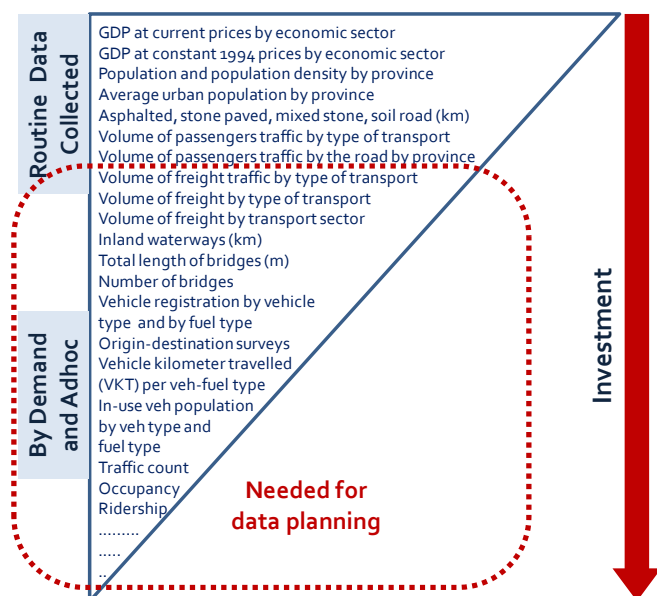 Routine Data
Collected
GDP at current prices by economic sector
GDP at constant 1994 prices by economic sector
Population and population density by province
Average urban population by province
Asphalted, stone paved, mixed stone, soil road (km)
Volume of passengers traffic by type of transport
Volume of passengers traffic by the road by province
Volume of freight traffic by type of transport
Volume of freight by type of transport
Volume of freight by transport sector
Inland waterways (km)
Total length of bridges (m)
Number of bridges
Vehicle registration by vehicle
type and by fuel type
Origin-destination surveys
Vehicle kilometer travelled
(VKT) per veh-fuel type
In-use veh population
by veh type and
fuel type
Traffic count
Occupancy
Ridership
.........
.....
..
By Demand
and Adhoc
Needed for
data planning
Investment